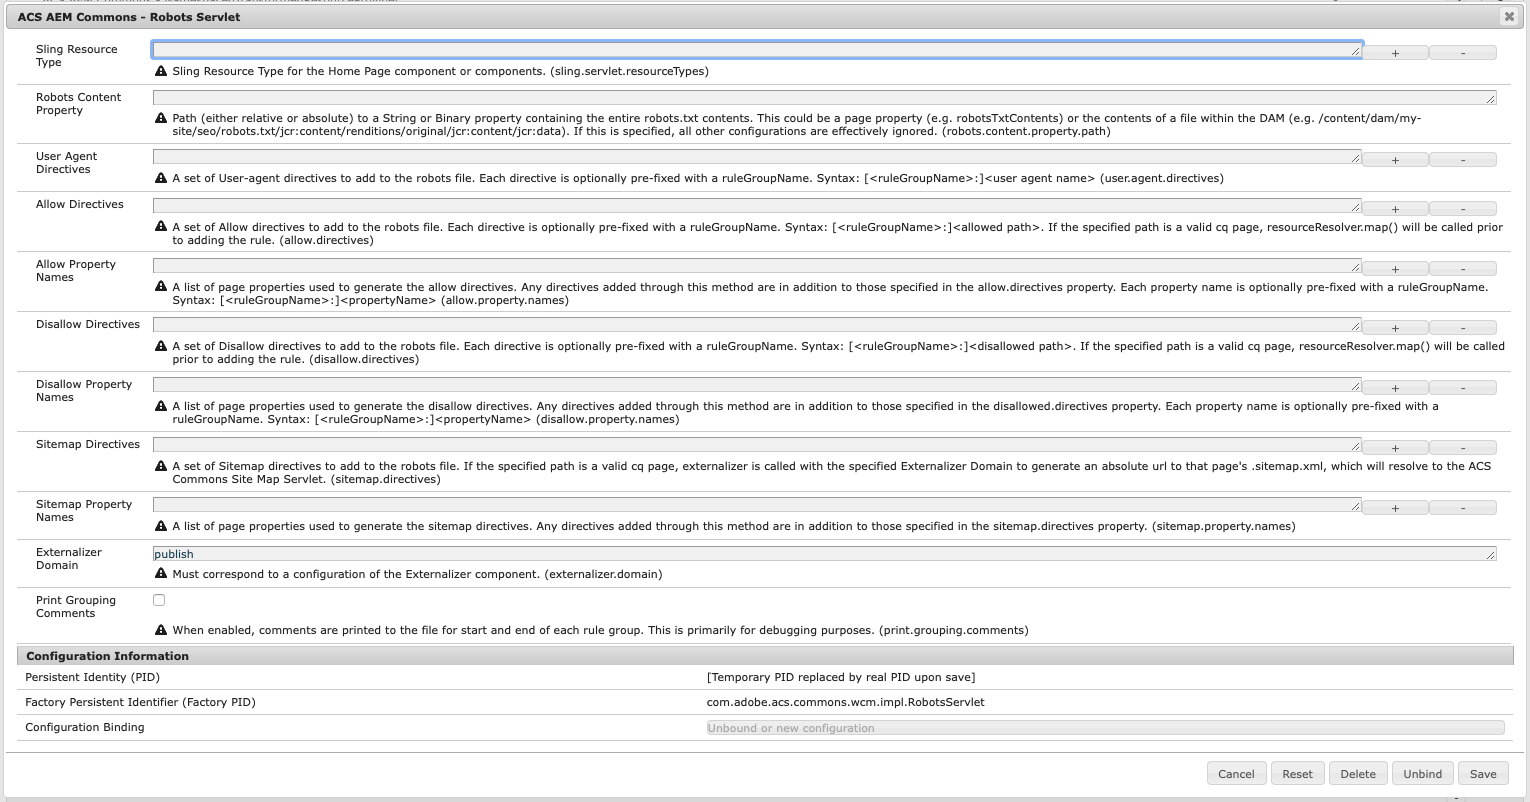 ACS AEM Commons - Robots Servlet
Sling Resource
Type
+ -
Sling Resource Type for the Home Page component or components. (sling.servlet.resourceTypes)
Robots Content
Property
Path (either relative or absolute) to a String or Binary property containing the entire robots.txt contents. This could be a page property (e.g. robotsTxtContents) or the contents of a file within the DAM (e.g. /content/dam/my-
site/seo/robots.txt/jcr:content/renditions/original/jcr:content/jcr:data). If this is specified, all other configurations are effectively ignored. (robots.content.property.path)
User Agent
Directives
+ -
A set of User-agent directives to add to the robots file. Each directive is optionally pre-fixed with a ruleGroupName. Syntax: [<ruleGroupName>:]<user agent name> (user.agent.directives)
Allow Directives
+ -
A set of Allow directives to add to the robots file. Each directive is optionally pre-fixed with a ruleGroupName. Syntax: [<ruleGroupName>:]<allowed path>. If the specified path is a valid cq page, resourceResolver.map() will be called prior
to adding the rule. (allow.directives)
Allow Property
Names
+ -
A list of page properties used to generate the allow directives. Any directives added through this method are in addition to those specified in the allow.directives property. Each property name is optionally pre-fixed with a ruleGroupName.
Syntax: [<ruleGroupName>:]<propertyName> (allow.property.names)
Disallow Directives
+ -
A set of Disallow directives to add to the robots file. Each directive is optionally pre-fixed with a ruleGroupName. Syntax: [<ruleGroupName>:]<disallowed path>. If the specified path is a valid cq page, resourceResolver.map() will be called
prior to adding the rule. (disallow.directives)
Disallow Property
Names
+ -
A list of page properties used to generate the disallow directives. Any directives added through this method are in addition to those specified in the disallowed.directives property. Each property name is optionally pre-fixed with a
ruleGroupName. Syntax: [<ruleGroupName>:]<propertyName> (disallow.property.names)
Sitemap Directives
+ -
A set of Sitemap directives to add to the robots file. If the specified path is a valid cq page, externalizer is called with the specified Externalizer Domain to generate an absolute url to that page's .sitemap.xml, which will resolve to the ACS
Commons Site Map Servlet. (sitemap.directives)
Sitemap Property
Names
+ -
A list of page properties used to generate the sitemap directives. Any directives added through this method are in addition to those specified in the sitemap.directives property. (sitemap.property.names)
Externalizer
Domain
publish
Must correspond to a configuration of the Externalizer component. (externalizer.domain)
Print Grouping
Comments
When enabled, comments are printed to the file for start and end of each rule group. This is primarily for debugging purposes. (print.grouping.comments)
Configuration Information
Persistent Identity (PID) [Temporary PID replaced by real PID upon save]
Factory Persistent Identifier (Factory PID) com.adobe.acs.commons.wcm.impl.RobotsServlet
Configuration Binding Unbound or new configuration
Cancel Reset Delete Unbind Save